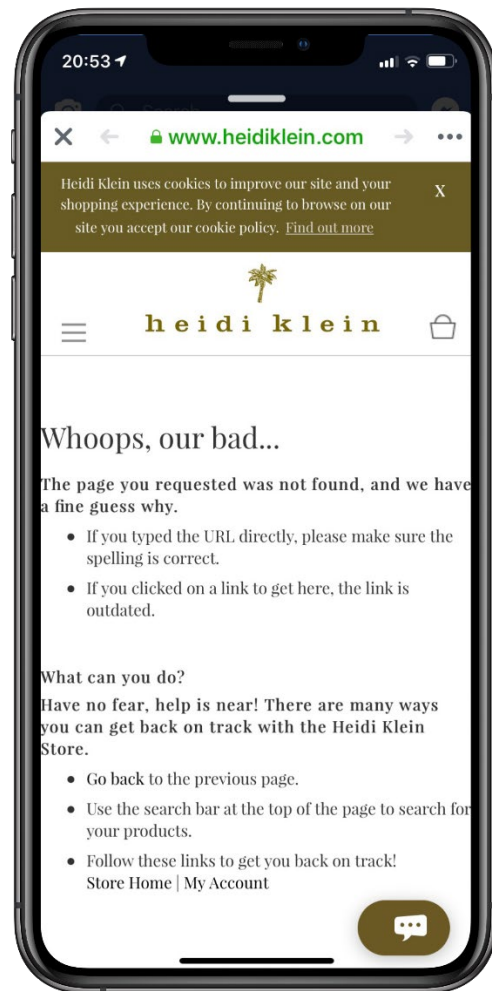 20:53
Search
www.heidiklein.com
Heidi Klein uses cookies to improve our site and your
shopping experience. By continuing to browse on our
site you accept our cookie policy. Find out more
X
heidi klein
Whoops, our bad...
The page you requested was not found, and we have
a fine guess why.
• If you typed the URL directly, please make sure the
spelling is correct.
• If you clicked on a link to get here, the link is
outdated.
What can you do?
Have no fear, help is near! There are many ways
you can get back on track with the Heidi Klein
Store.
• Go back to the previous page.
• Use the search bar at the top of the page to search for
your products.
• Follow these links to get you back on track!
Store Home | My Account